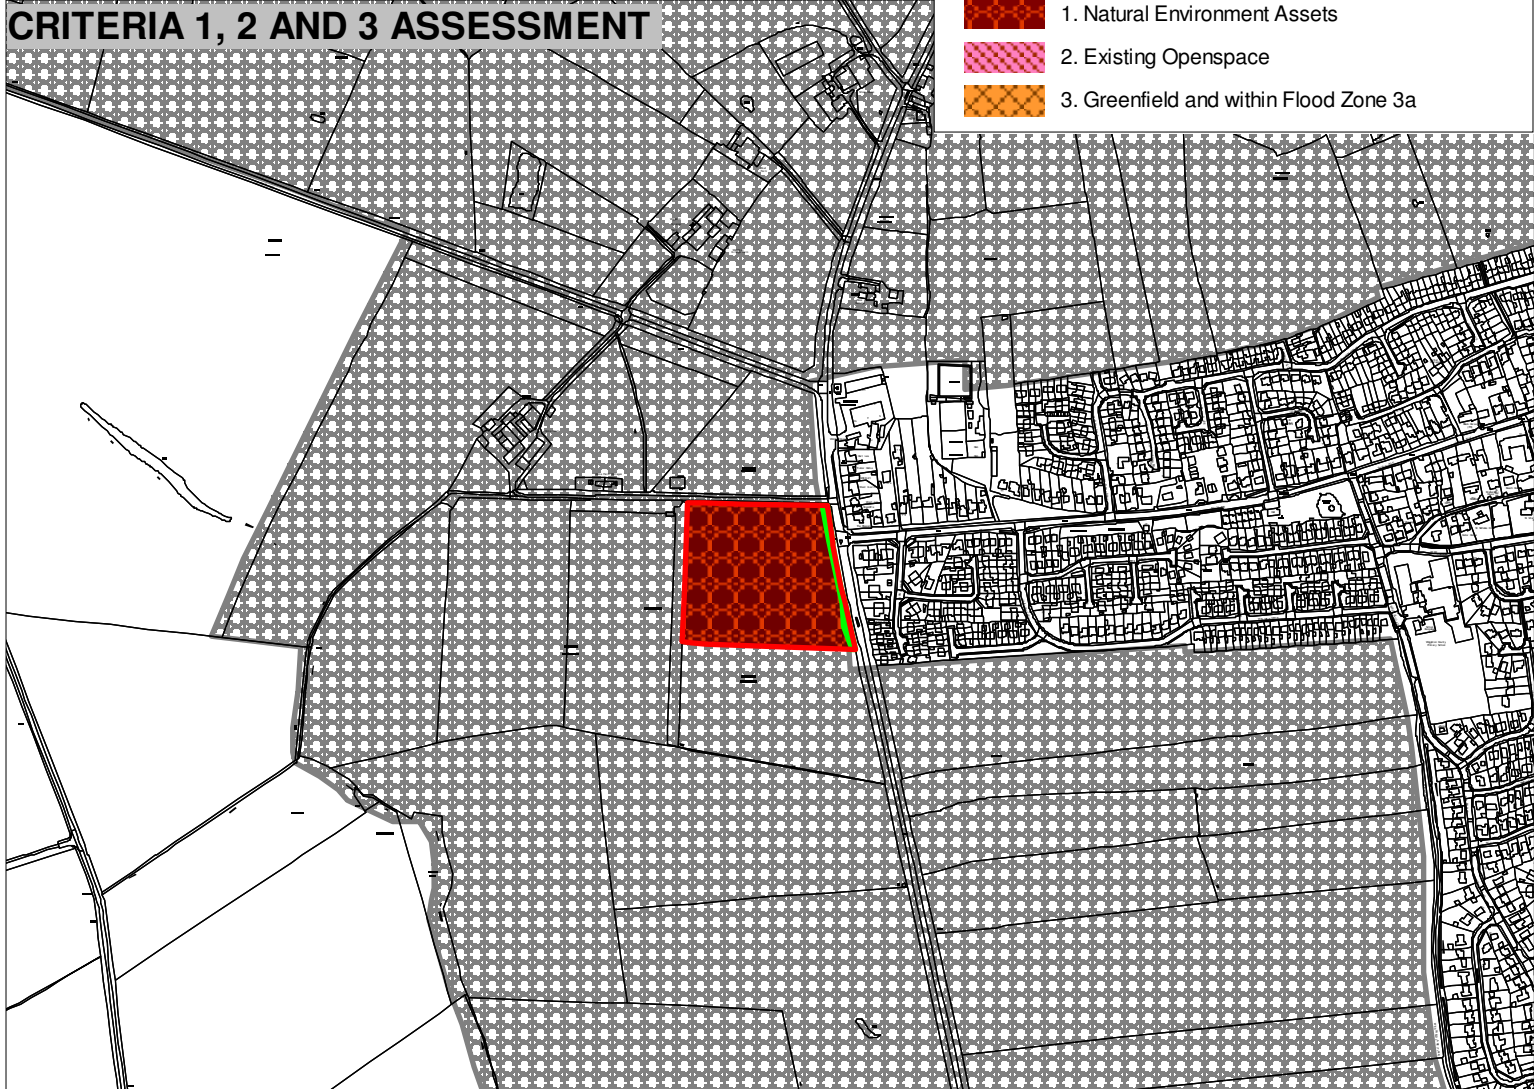 CRITERIA 1, 2 AND 3 ASSESSMENT
1. Natural Environment Assets
2. Existing Openspace
3. Greenfield and within Flood Zone 3a